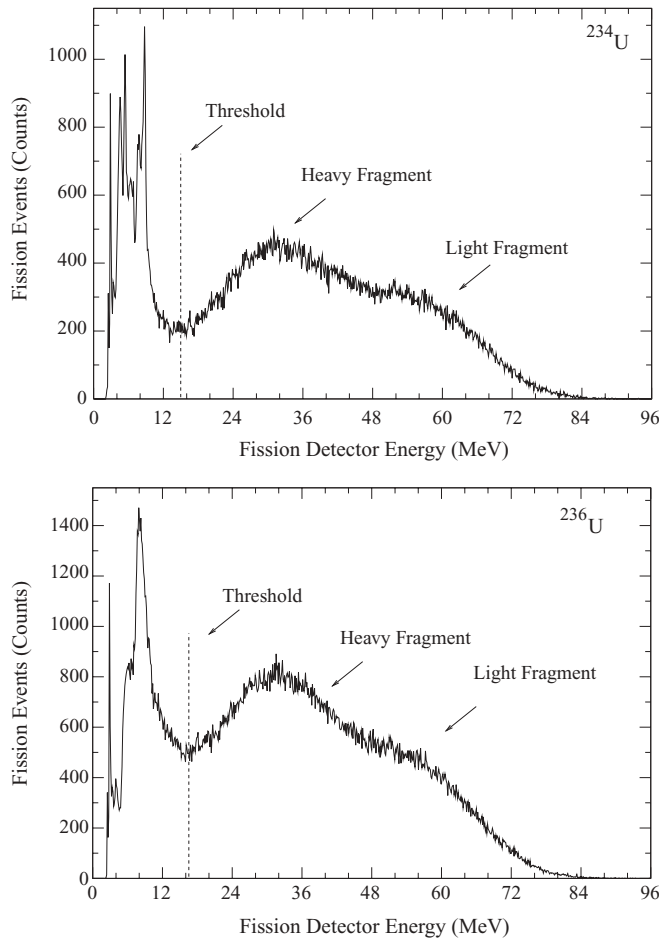 234U
1000
800
600
400
200
0
Fission Events (Counts)
Threshold
Heavy Fragment
Light Fragment
0 12 24 36 48 60 72 84 96
Fission Detector Energy (MeV)
236U
1400
1200
1000
800
600
400
200
0
Fission Events (Counts)
Threshold
Heavy Fragment
Light Fragment
0 12 24 36 48 60 72 84 96
Fission Detector Energy (MeV)